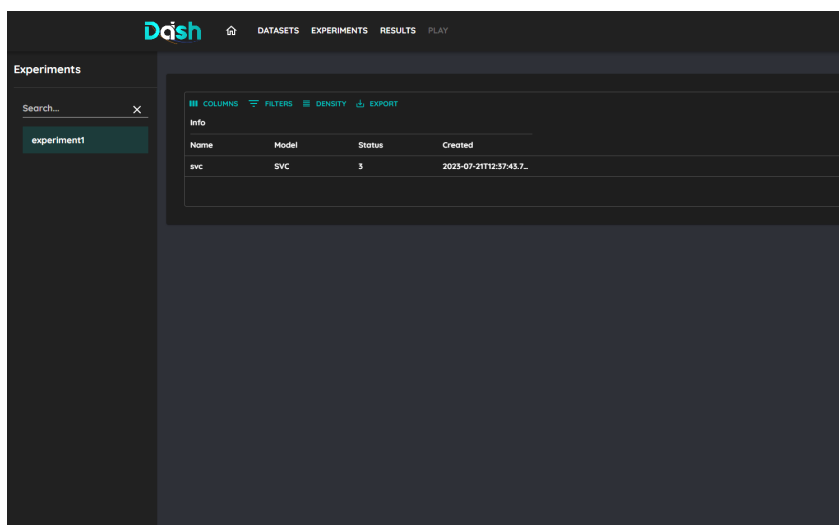 Dash DATASETS EXPERIMENTS RESULTS PLAY
Experiments
Search...
experiment1
COLUMNS FILTERS DENSITY EXPORT
Info
Name Model Status Created
svc SVC 3 2023-07-21T12:37:43.7...